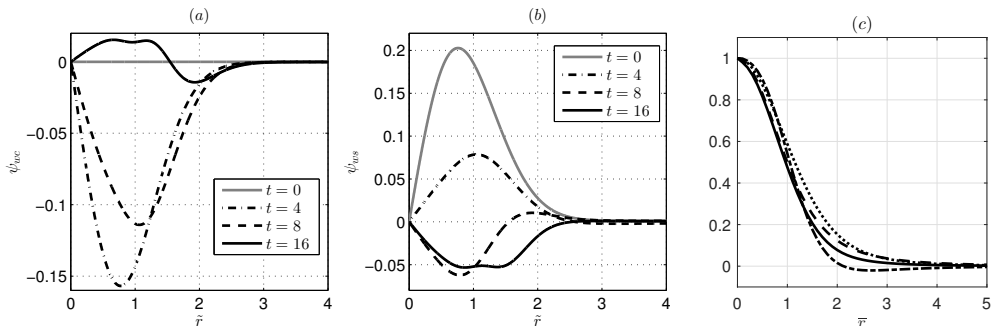 (a)
0
−0.05
−0.1
−0.15
ψwc
0 1 2 3 4
r̃
t = 0
t = 4
t = 8
t = 16
(b)
0.2
0.15
0.1
0.05
0
−0.05
ψws
0 1 2 3 4
r̃
t = 0
t = 4
t = 8
t = 16
(c)
1
0.8
0.6
0.4
0.2
0
0 1 2 3 4 5
r̅